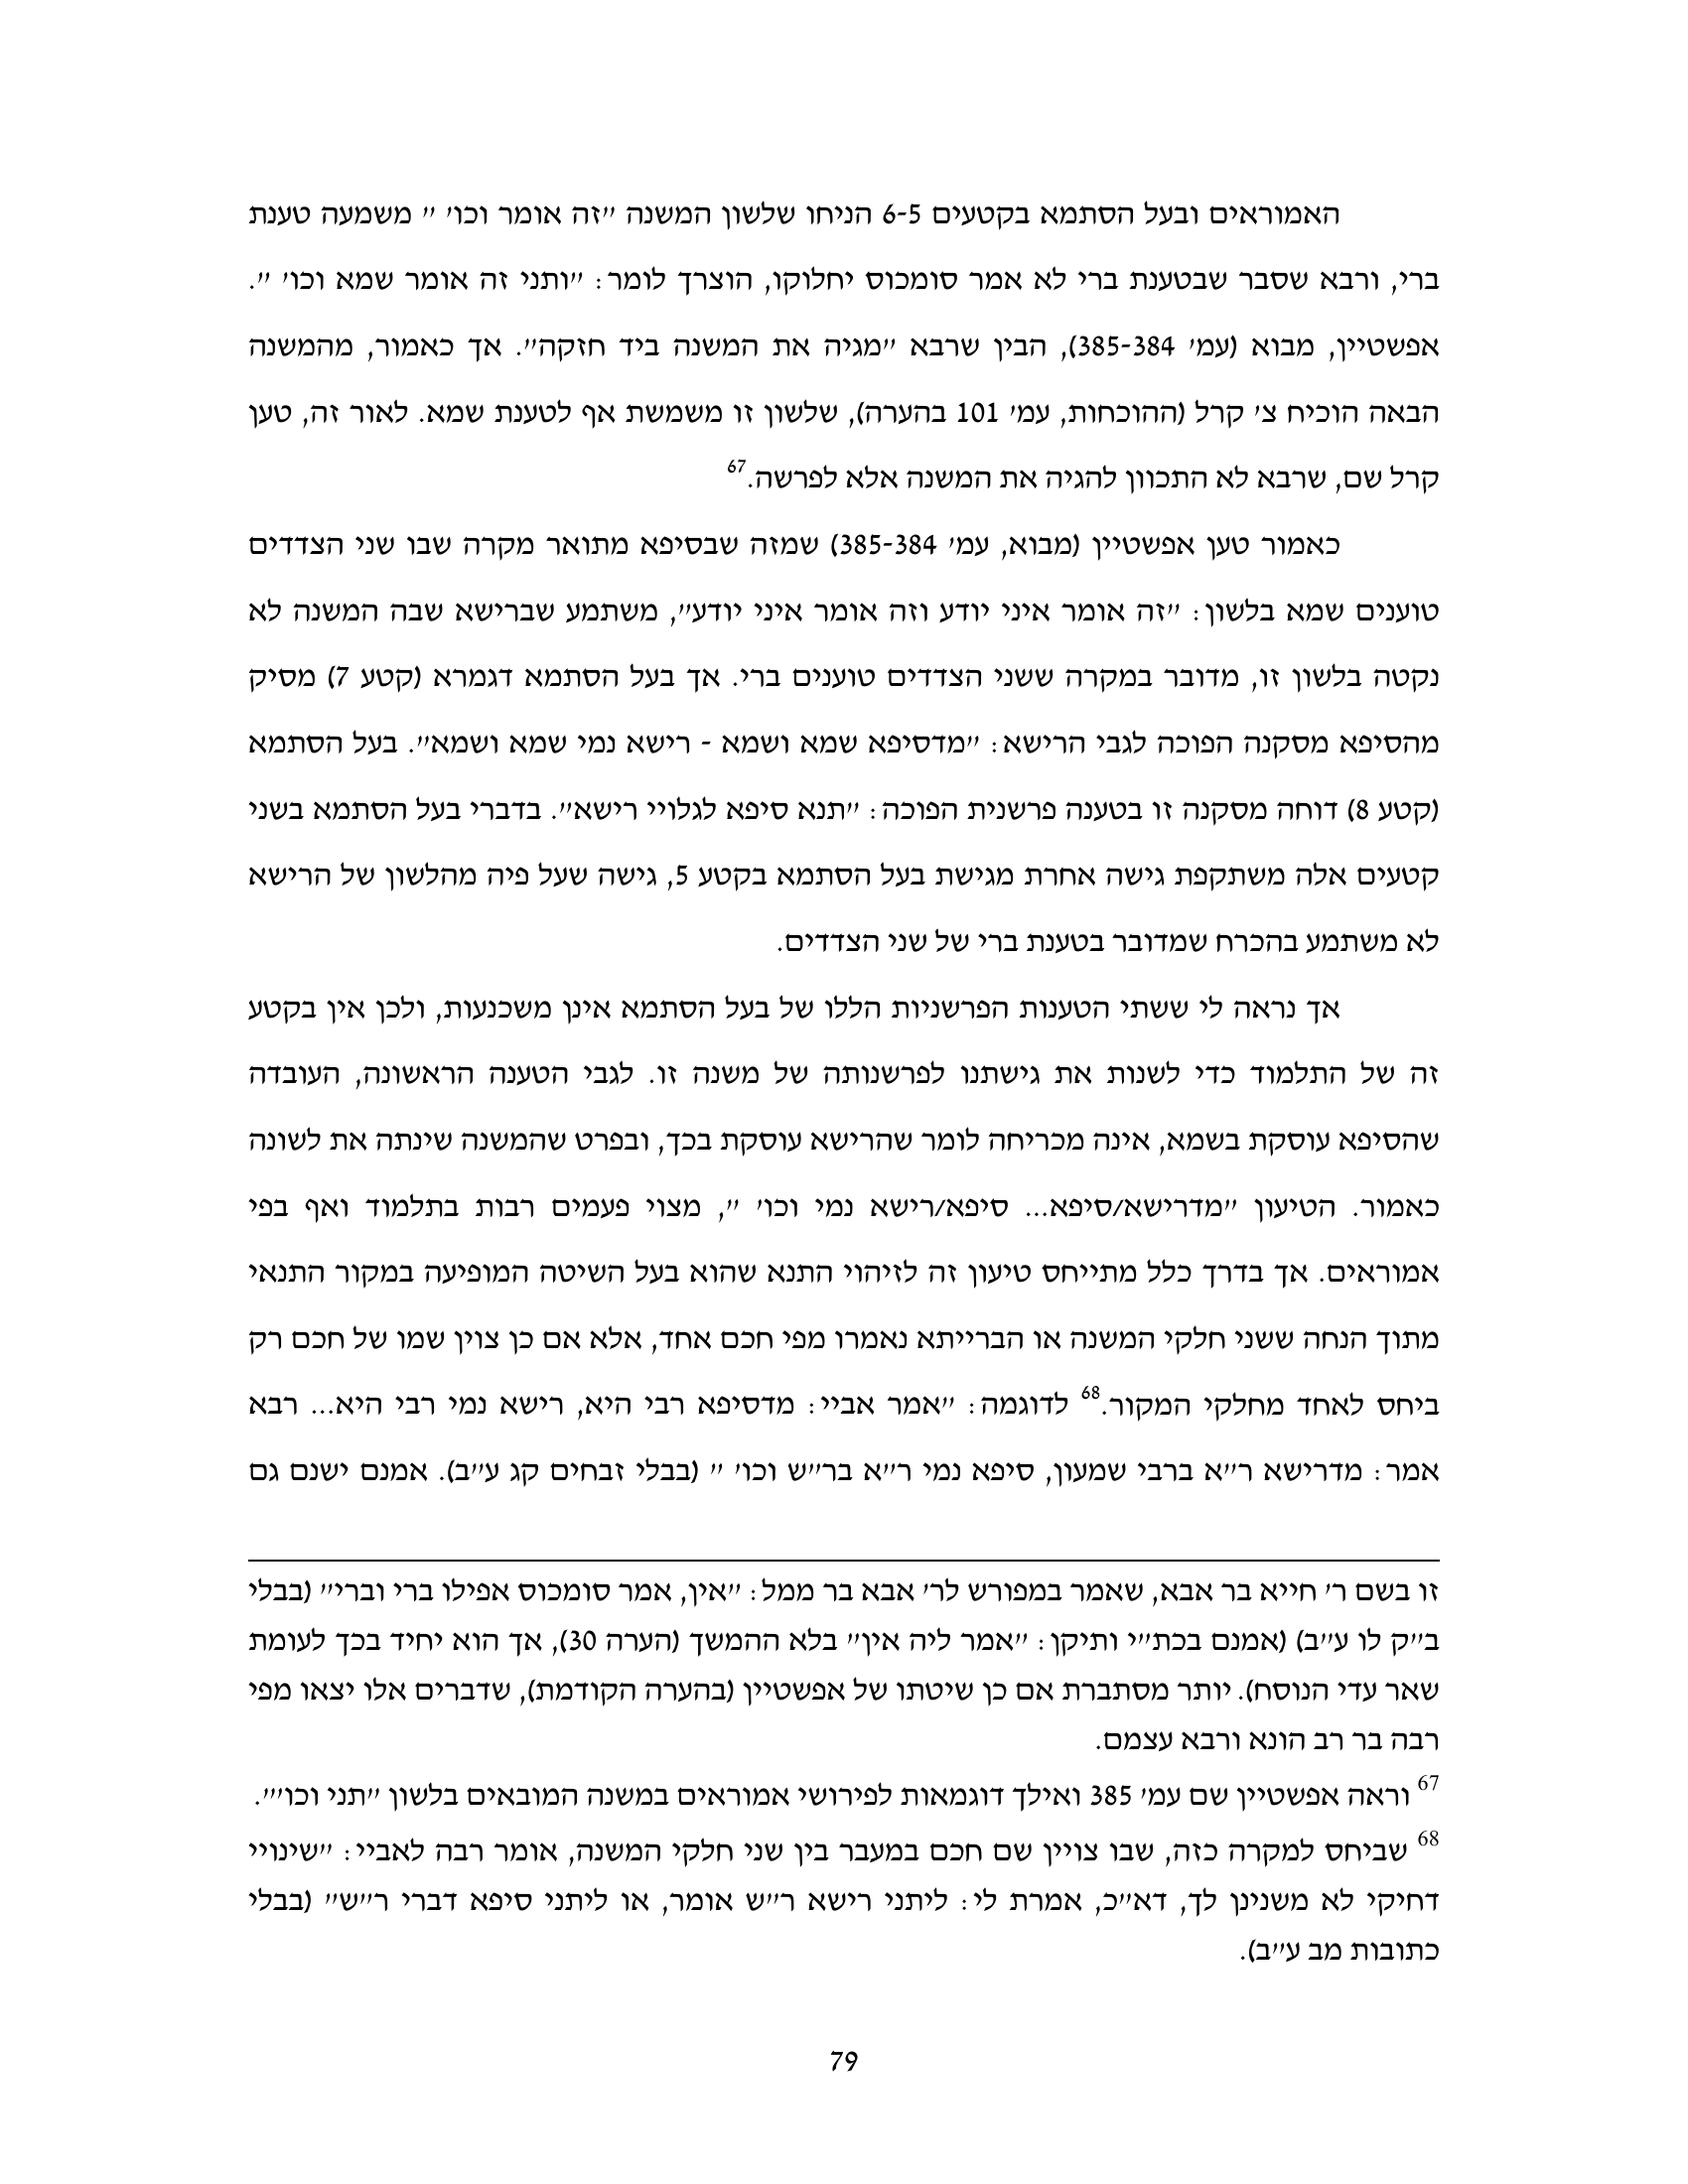 האמוראים ובעל הסתמא בקטעים 6-5 הניחו שלשון המשנה "זה אומר וכו' " משמעה טענת
ברי, ורבא שסבר שבטענת ברי לא אמר סומכוס יחלוקו, הוצרך לומר: "ותני זה אומר שמא וכו' ".
אפשטיין, מבוא (עמ' 385-384), הבין שרבא "מגיה את המשנה ביד חזקה". אך כאמור, מהמשנה
הבאה הוכיח צ' קרל (ההוכחות, עמ' 101 בהערה), שלשון זו משמשת אף לטענת שמא. לאור זה, טען
קרל שם, שרבא לא התכוון להגיה את המשנה אלא לפרשה.67
כאמור טען אפשטיין (מבוא, עמ' 385-384) שמזה שבסיפא מתואר מקרה שבו שני הצדדים
טוענים שמא בלשון: "זה אומר איני יודע וזה אומר איני יודע", משתמע שברישא שבה המשנה לא
נקטה בלשון זו, מדובר במקרה ששני הצדדים טוענים ברי. אך בעל הסתמא דגמרא (קטע 7) מסיק
מהסיפא מסקנה הפוכה לגבי הרישא: "מדסיפא שמא ושמא - רישא נמי שמא ושמא". בעל הסתמא
(קטע 8) דוחה מסקנה זו בטענה פרשנית הפוכה: "תנא סיפא לגלויי רישא". בדברי בעל הסתמא בשני
קטעים אלה משתקפת גישה אחרת מגישת בעל הסתמא בקטע 5, גישה שעל פיה מהלשון של הרישא
לא משתמע בהכרח שמדובר בטענת ברי של שני הצדדים.
אך נראה לי ששתי הטענות הפרשניות הללו של בעל הסתמא אינן משכנעות, ולכן אין בקטע
זה של התלמוד כדי לשנות את גישתנו לפרשנותה של משנה זו. לגבי הטענה הראשונה, העובדה
שהסיפא עוסקת בשמא, אינה מכריחה לומר שהרישא עוסקת בכך, ובפרט שהמשנה שינתה את לשונה
כאמור. הטיעון "מדרישא/סיפא... סיפא/רישא נמי וכו' ", מצוי פעמים רבות בתלמוד ואף בפי
אמוראים. אך בדרך כלל מתייחס טיעון זה לזיהוי התנא שהוא בעל השיטה המופיעה במקור התנאי
מתוך הנחה ששני חלקי המשנה או הברייתא נאמרו מפי חכם אחד, אלא אם כן צוין שמו של חכם רק
ביחס לאחד מחלקי המקור.68 לדוגמה: "אמר אביי: מדסיפא רבי היא, רישא נמי רבי היא... רבא
אמר: מדרישא ר"א ברבי שמעון, סיפא נמי ר"א בר"ש וכו' " (בבלי זבחים קג ע"ב). אמנם ישנם גם
זו בשם ר' חייא בר אבא, שאמר במפורש לר' אבא בר ממל: "אין, אמר סומכוס אפילו ברי וברי" (בבלי
ב"ק לו ע"ב) (אמנם בכת"י ותיקן: "אמר ליה אין" בלא ההמשך (הערה 30), אך הוא יחיד בכך לעומת
שאר עדי הנוסח). יותר מסתברת אם כן שיטתו של אפשטיין (בהערה הקודמת), שדברים אלו יצאו מפי
רבה בר רב הונא ורבא עצמם.
67 וראה אפשטיין שם עמ' 385 ואילך דוגמאות לפירושי אמוראים במשנה המובאים בלשון "תני וכו'".
68 שביחס למקרה כזה, שבו צויין שם חכם במעבר בין שני חלקי המשנה, אומר רבה לאביי: "שינויי
דחיקי לא משנינן לך, דא"כ, אמרת לי: ליתני רישא ר"ש אומר, או ליתני סיפא דברי ר"ש" (בבלי
כתובות מב ע"ב).
79